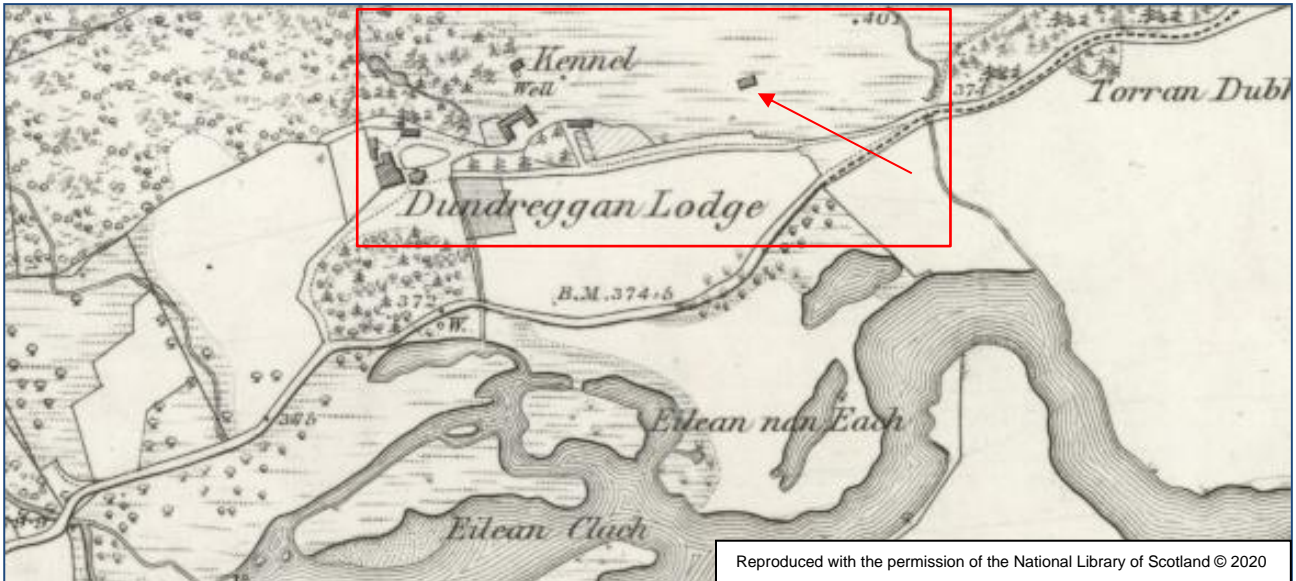 .401
Kennel
Well
374
Torran Dubh
Dundreggan Lodge
372
B.M. 374.5
W.
375
Eilean nan Each
Eilean Clach
Reproduced with the permission of the National Library of Scotland © 2020